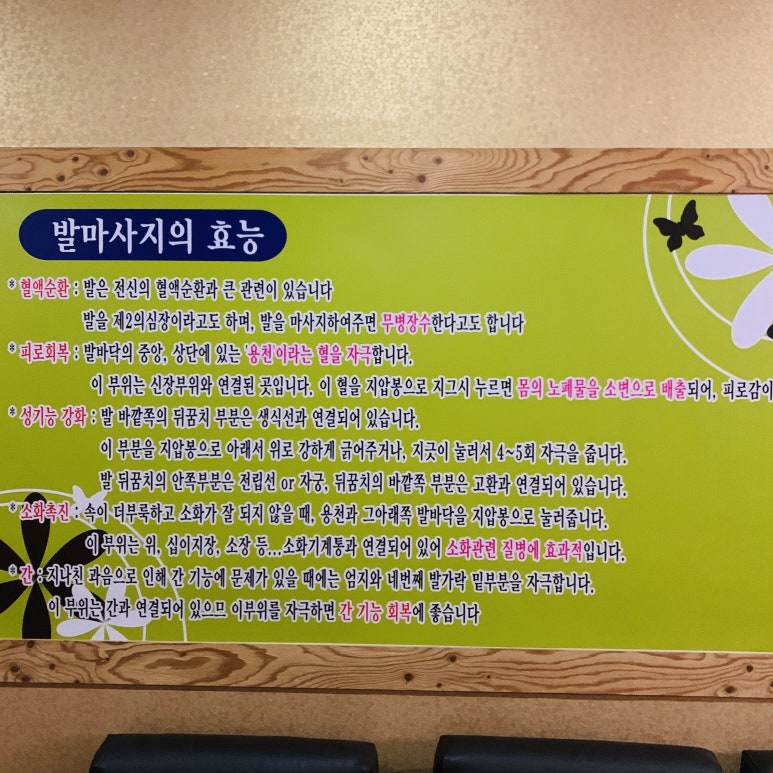 발마사지의 효능
* 혈액순환 : 발은 전신의 혈액순환과 큰 관련이 있습니다
발을 제2의심장이라고도 하며, 발을 마사지하여주면 무병장수한다고도 합니다
* 피로회복 : 발바닥의 중앙, 상단에 있는 '용천'이라는 혈을 자극합니다.
이 부위는 신장부위와 연결된 곳입니다. 이 혈을 지압봉으로 지그시 누르면 몸의 노폐물을 소변으로 배출되어, 피로감이
* 성기능 강화 : 발 바깥쪽의 뒤꿈치 부분은 생식선과 연결되어 있습니다.
이 부분을 지압봉으로 아래서 위로 강하게 긁어주거나, 지긋이 눌러서 4~5회 자극을 줍니다.
발 뒤꿈치의 안쪽부분은 전립선 or 자궁, 뒤꿈치의 바깥쪽 부분은 고환과 연결되어 있습니다.
* 소화촉진 : 속이 더부룩하고 소화가 잘 되지 않을 때, 용천과 그아래쪽 발바닥을 지압봉으로 눌러줍니다.
이 부위는 위, 십이지장, 소장 등...소화기계통과 연결되어 있어 소화관련 질병에 효과적입니다.
* 간 : 지나친 과음으로 인해 간 기능에 문제가 있을 때에는 엄지와 네번째 발가락 밑부분을 자극합니다.
이 부위는 간과 연결되어 있으므 이부위를 자극하면 간 기능 회복에 좋습니다